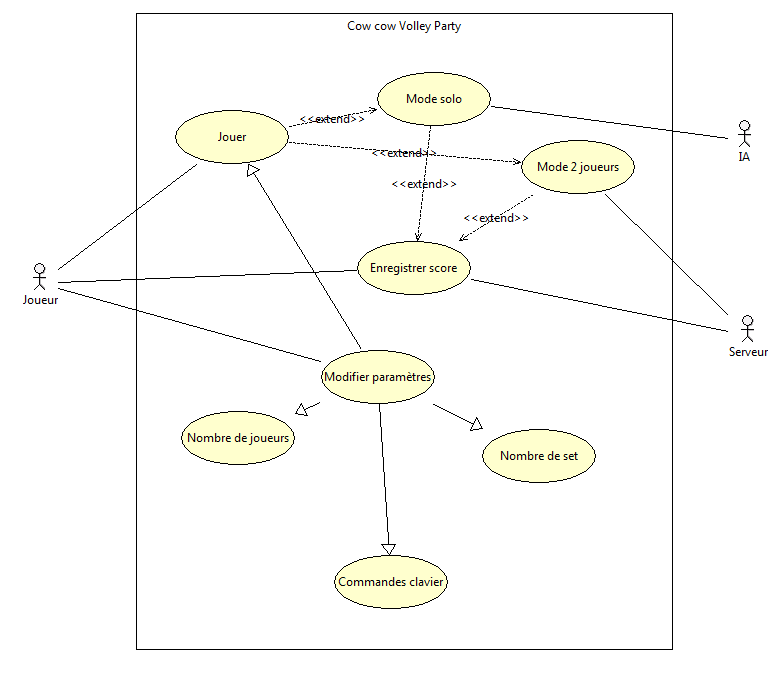 Cow cow Volley Party
Mode solo
<<extend>>
Jouer
IA
<<extend>>
Mode 2 joueurs
<<extend>>
<<extend>>
Enregistrer score
Joueur
Serveur
Modifier paramètres
Nombre de joueurs
Nombre de set
Commandes clavier